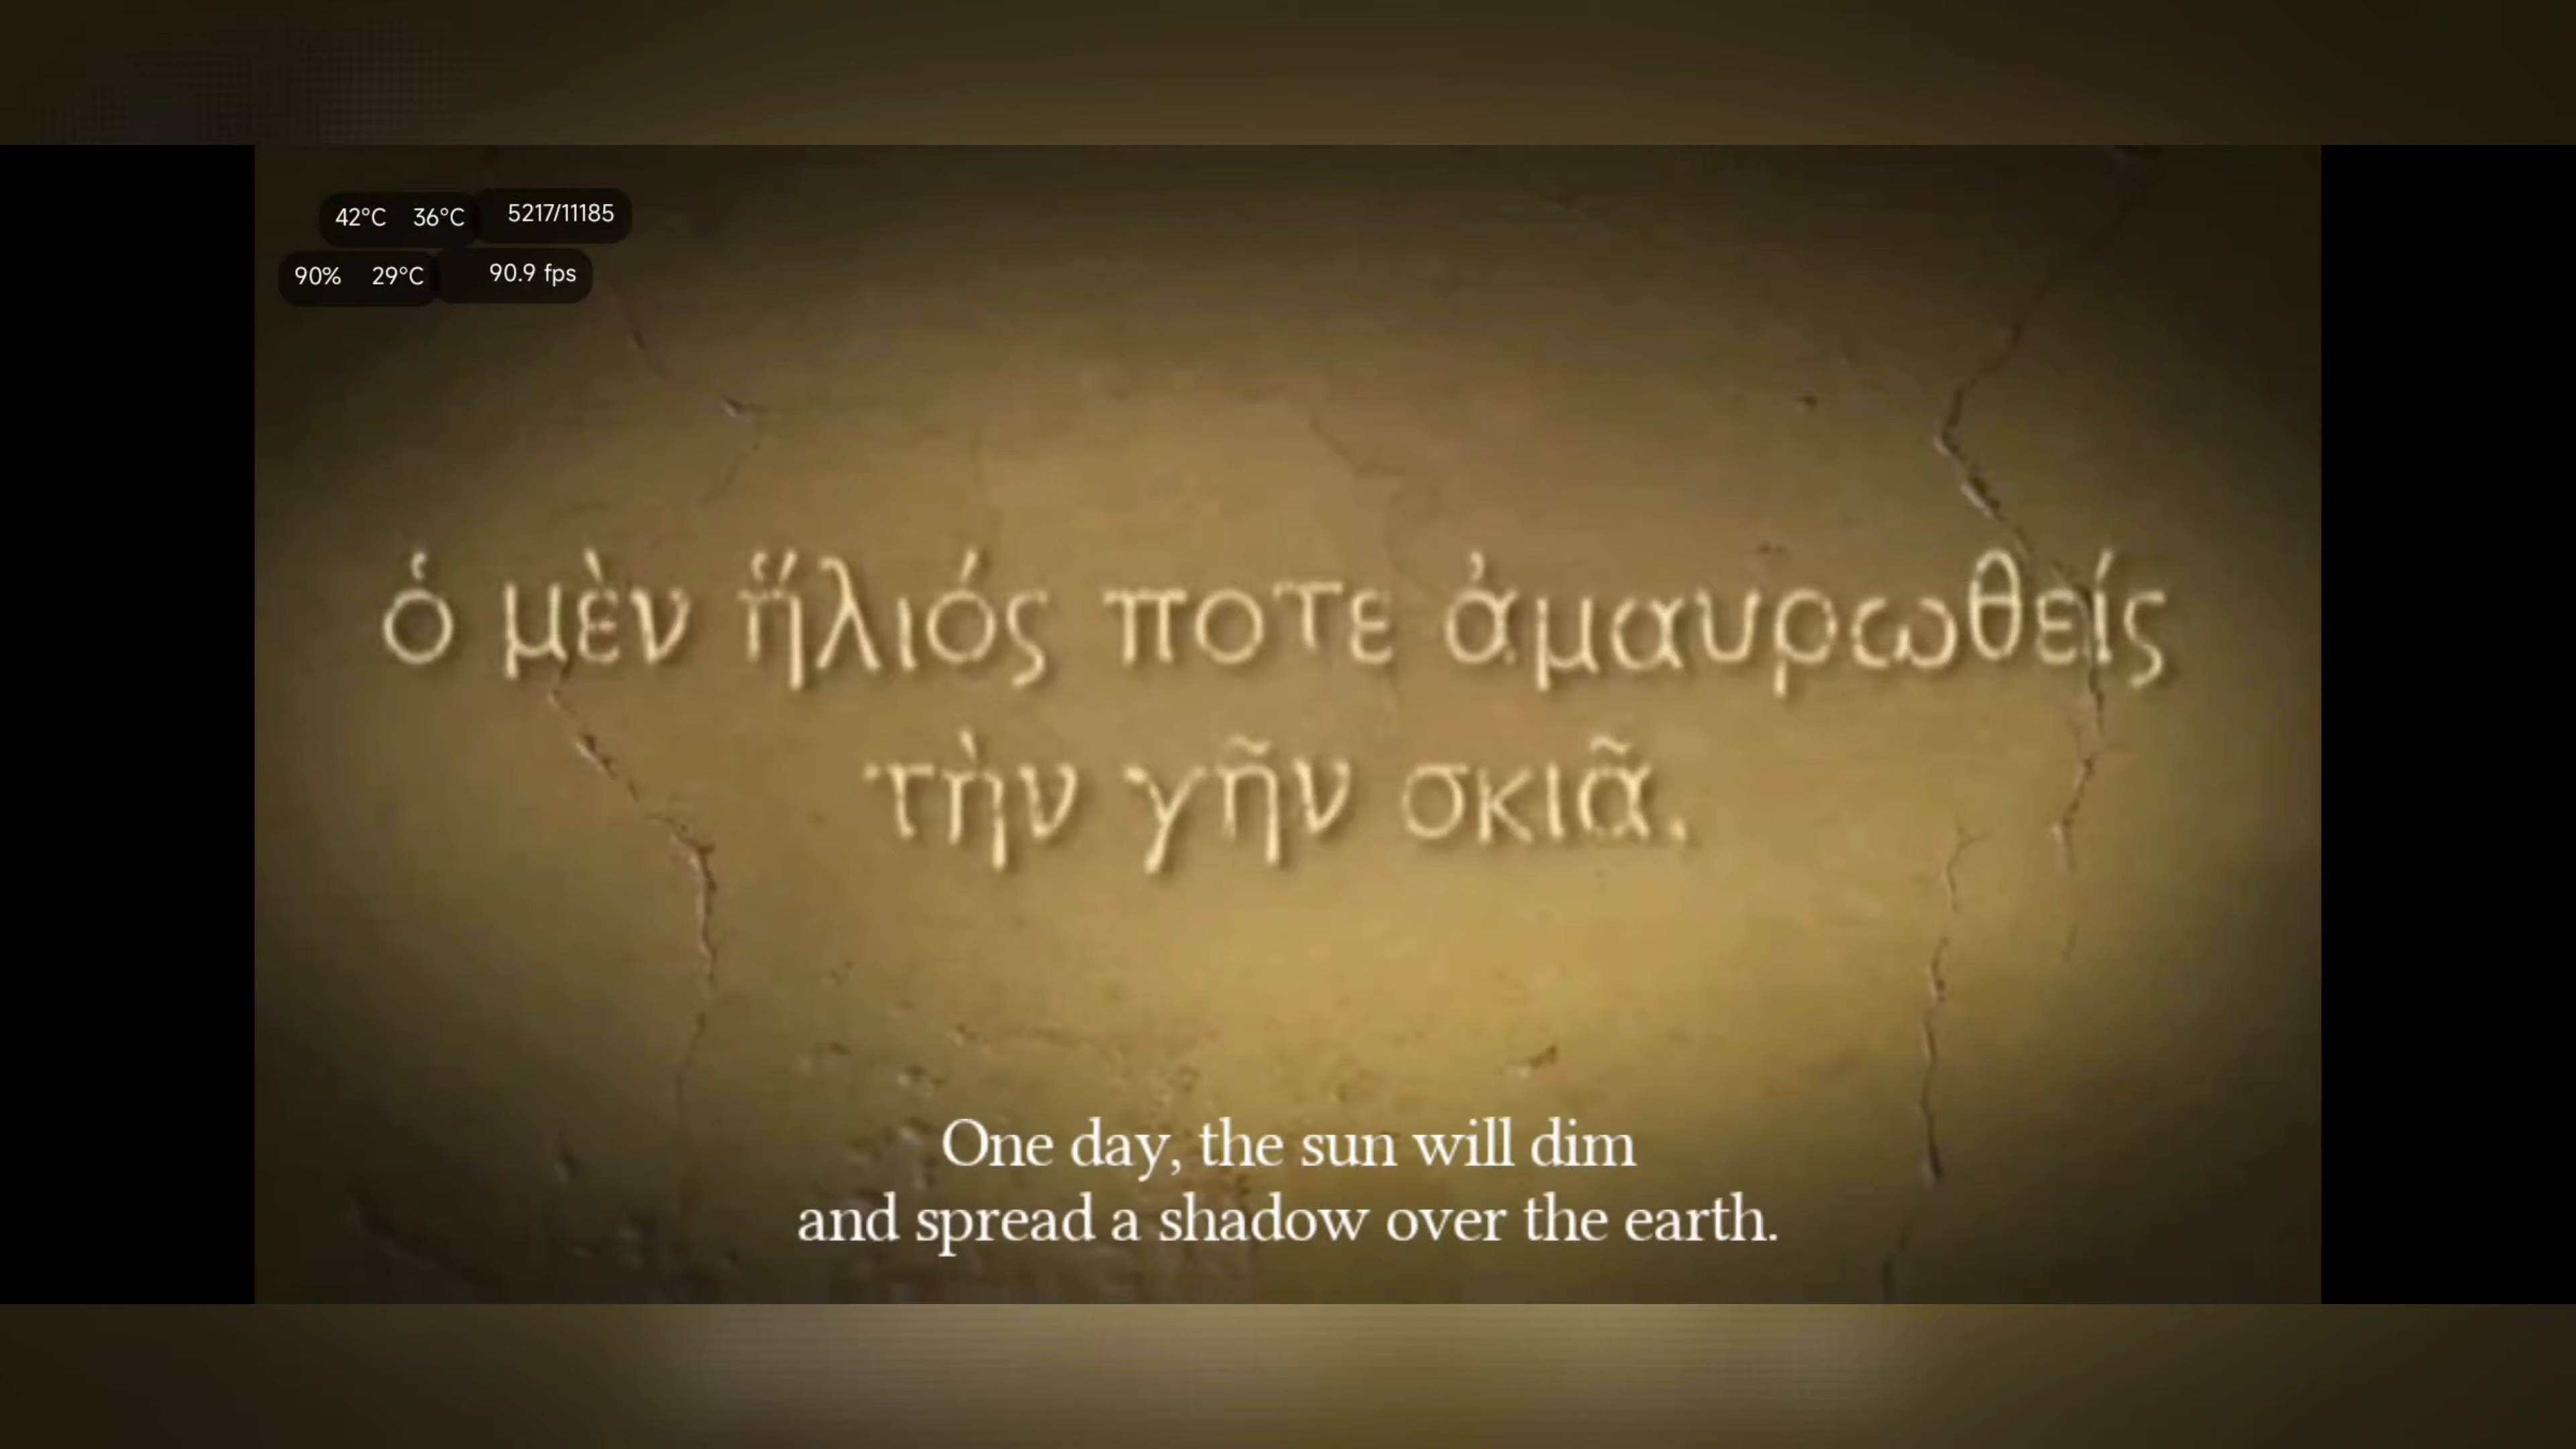 42°C 36°C 5217/11185
90% 29°C 90.9 fps
ὁ μὲν ἥλιός ποτε ἀμαυρωθείς
τὴν γῆν σκιᾷ.
One day, the sun will dim
and spread a shadow over the earth.